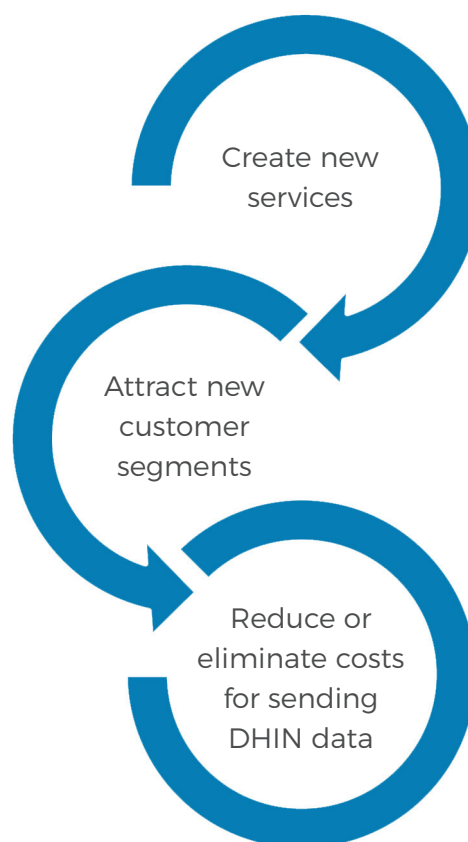 Create new
services
Attract new
customer
segments
Reduce or
eliminate costs
for sending
DHIN data